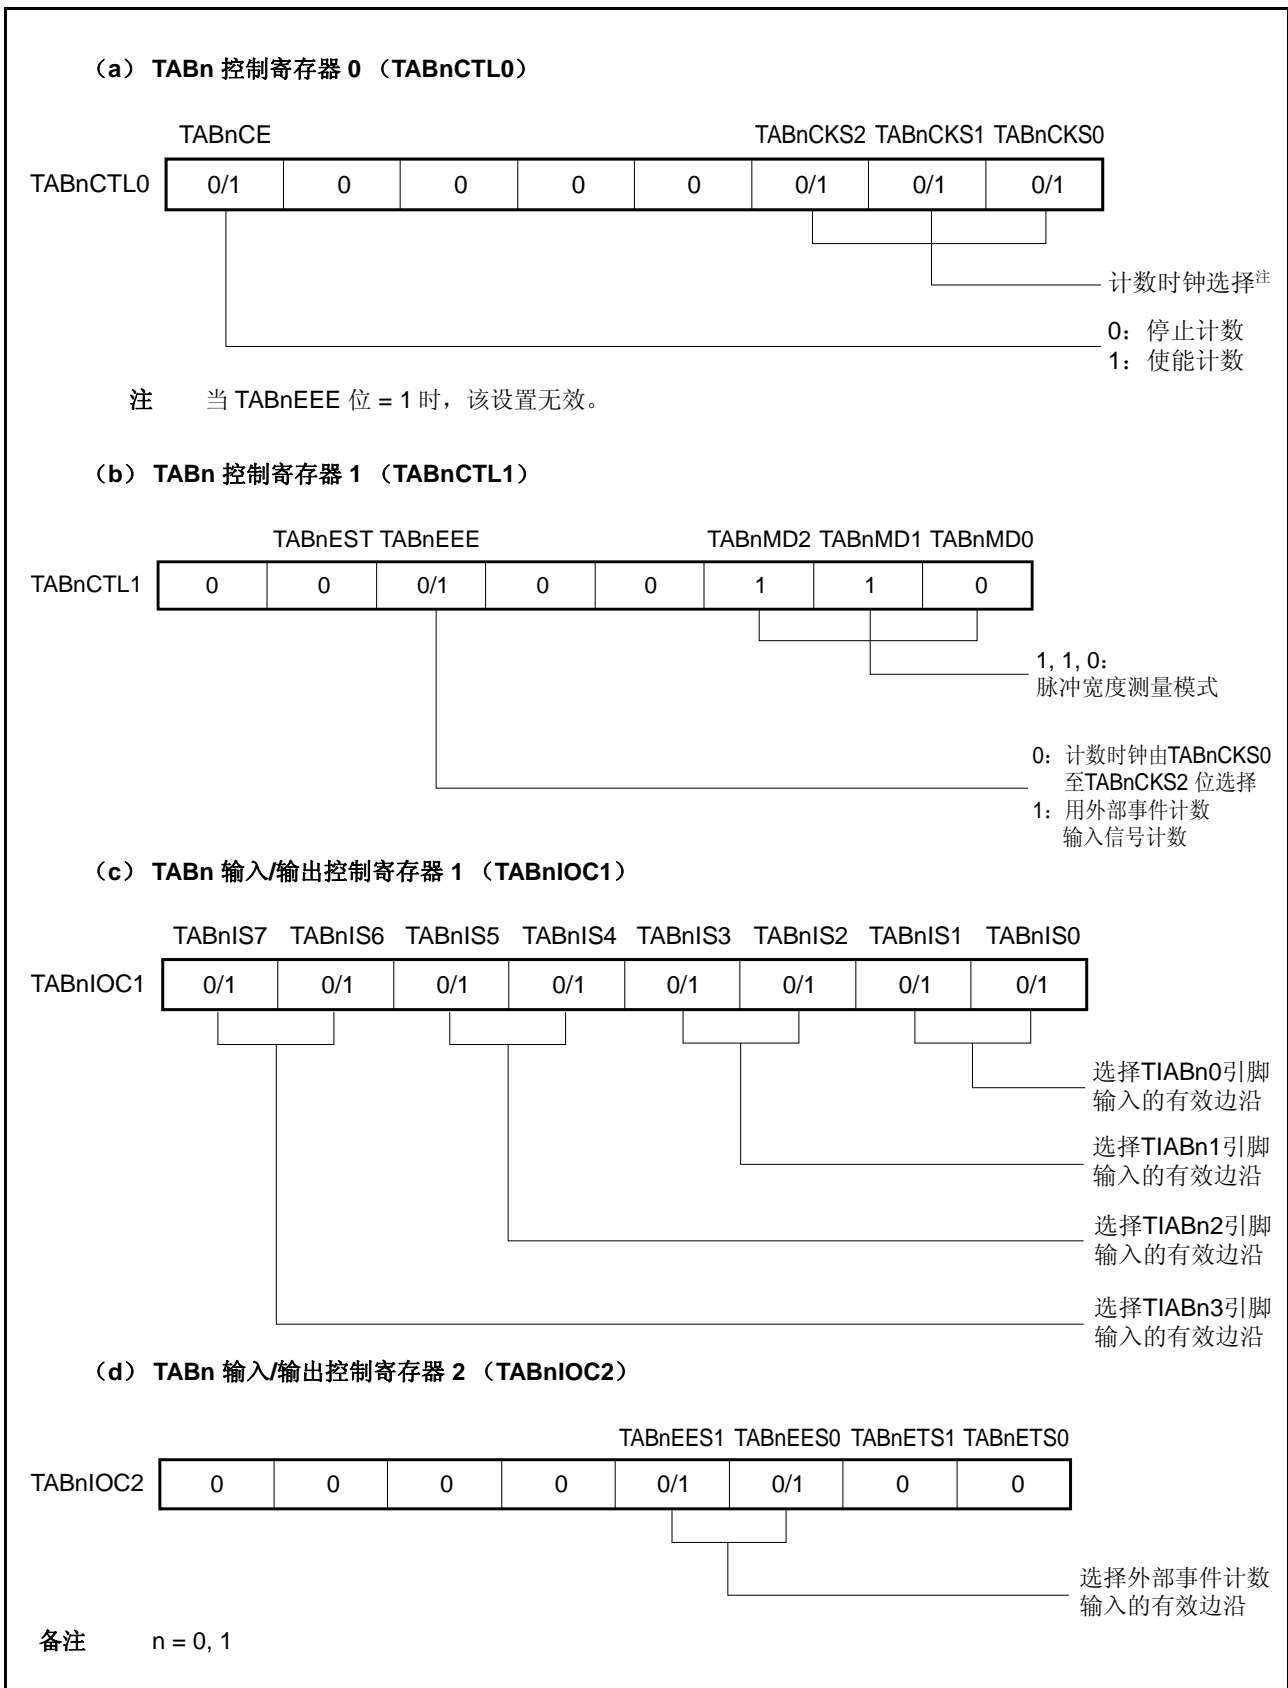 （a） TABn 控制寄存器 0 （TABnCTL0）
TABnCE TABnCKS2 TABnCKS1 TABnCKS0
TABnCTL0 0/1 0 0 0 0 0/1 0/1 0/1
计数时钟选择注
0：停止计数
1：使能计数
注 当 TABnEEE 位 = 1 时，该设置无效。
（b） TABn 控制寄存器 1 （TABnCTL1）
TABnEST TABnEEE TABnMD2 TABnMD1 TABnMD0
TABnCTL1 0 0 0/1 0 0 1 1 0
1, 1, 0：
脉冲宽度测量模式
0：计数时钟由TABnCKS0
至TABnCKS2 位选择
1：用外部事件计数
输入信号计数
（c） TABn 输入/输出控制寄存器 1 （TABnIOC1）
TABnIS7 TABnIS6 TABnIS5 TABnIS4 TABnIS3 TABnIS2 TABnIS1 TABnIS0
TABnIOC1 0/1 0/1 0/1 0/1 0/1 0/1 0/1 0/1
选择TIABn0引脚
输入的有效边沿
选择TIABn1引脚
输入的有效边沿
选择TIABn2引脚
输入的有效边沿
选择TIABn3引脚
输入的有效边沿
（d） TABn 输入/输出控制寄存器 2 （TABnIOC2）
TABnEES1 TABnEES0 TABnETS1 TABnETS0
TABnIOC2 0 0 0 0 0/1 0/1 0 0
选择外部事件计数
输入的有效边沿
备注 n = 0, 1